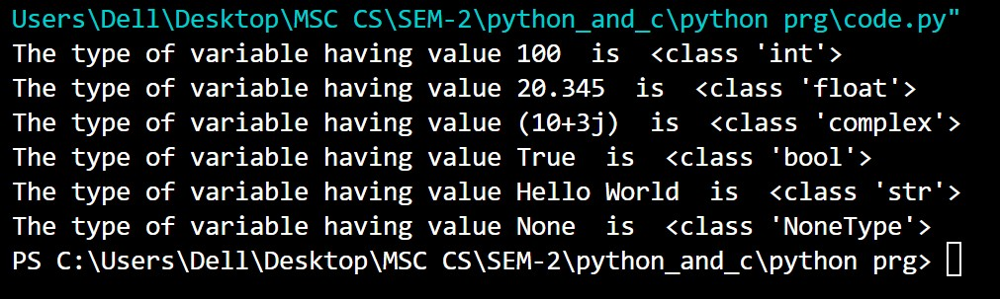 Users\Dell\Desktop\MSC CS\SEM-2\python_and_c\python prg\code.py"
The type of variable having value 100  is  <class 'int'>
The type of variable having value 20.345  is  <class 'float'>
The type of variable having value (10+3j)  is  <class 'complex'>
The type of variable having value True  is  <class 'bool'>
The type of variable having value Hello World  is  <class 'str'>
The type of variable having value None  is  <class 'NoneType'>
PS C:\Users\Dell\Desktop\MSC CS\SEM-2\python_and_c\python prg>